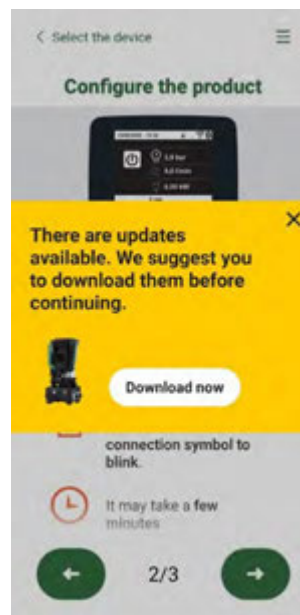 Select the device
Configure the product
There are updates
available. We suggest you
to download them before
continuing.
Download now
connection symbol to
blink.
It may take a few
minutes
2/3